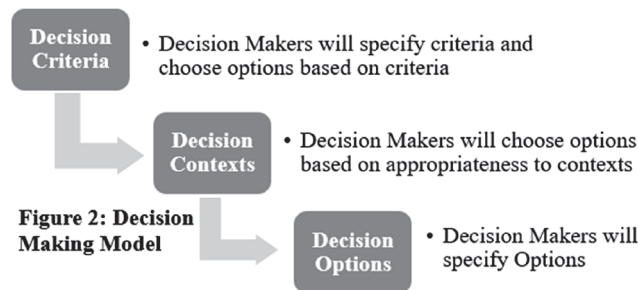 Decision
Criteria
• Decision Makers will specify criteria and
choose options based on criteria
Decision
Contexts
• Decision Makers will choose options
based on appropriateness to contexts
Figure 2: Decision
Making Model
Decision
Options
• Decision Makers will
specify Options